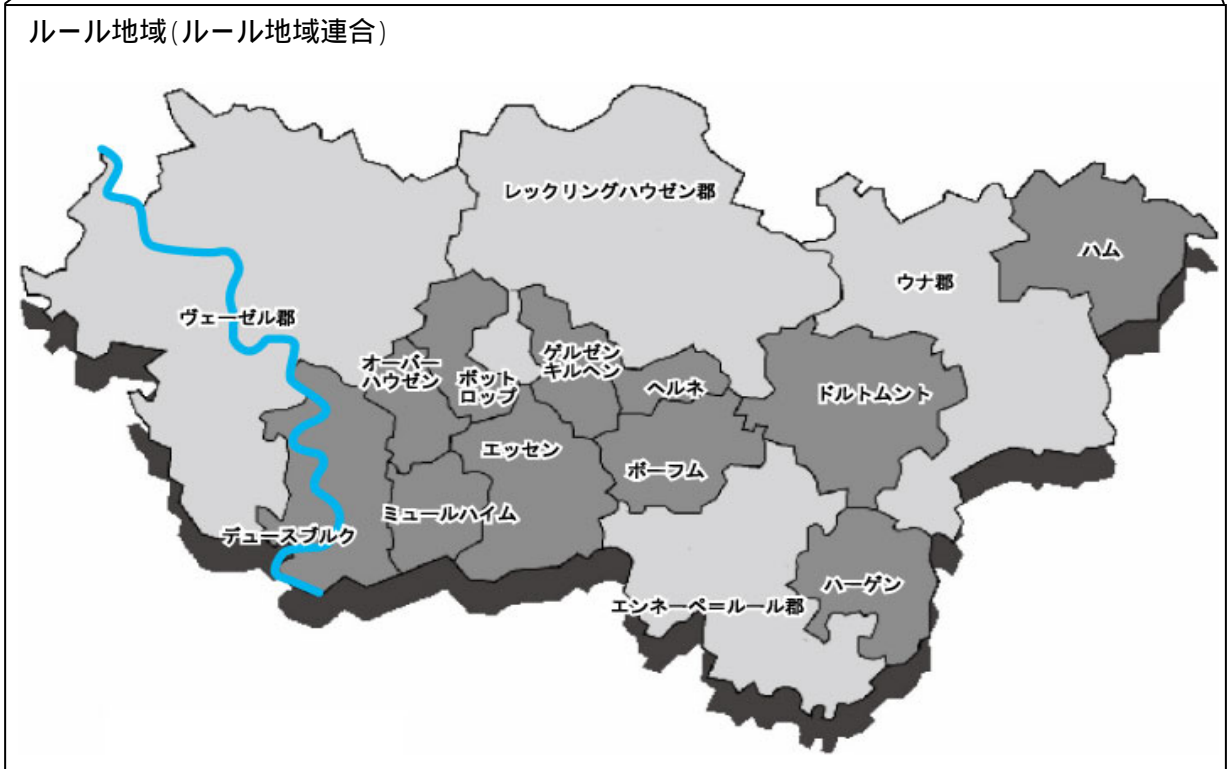 ルール地域(ルール地域連合)
レックリングハウゼン郡
ハム
ウナ郡
ヴェーゼル郡
オーバー
ハウゼン
ボット
ロップ
ゲルゼン
キルヘン
ヘルネ
ドルトムント
エッセン
ボーフム
ミュールハイム
デュースブルク
ハーゲン
エンネーペ=ルール郡